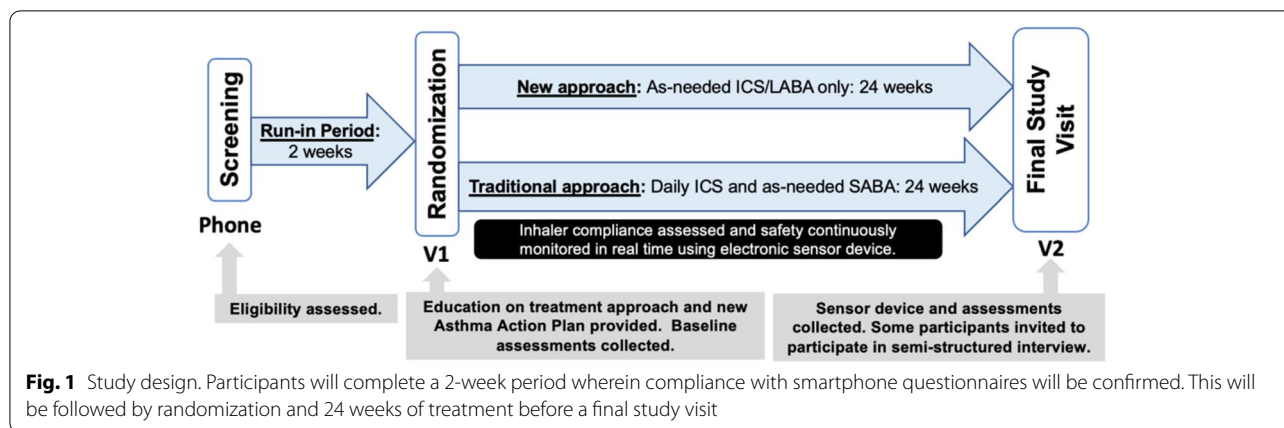 Screening
Run-in Period:
2 weeks
Phone
Eligibility assessed.
Randomization
V1
Education on treatment approach and new
Asthma Action Plan provided. Baseline
assessments collected.
New approach: As-needed ICS/LABA only: 24 weeks
Traditional approach: Daily ICS and as-needed SABA: 24 weeks
Inhaler compliance assessed and safety continuously
monitored in real time using electronic sensor device.
Final Study
Visit
V2
Sensor device and assessments
collected. Some participants invited to
participate in semi-structured interview.
Fig. 1 Study design. Participants will complete a 2-week period wherein compliance with smartphone questionnaires will be confirmed. This will
be followed by randomization and 24 weeks of treatment before a final study visit